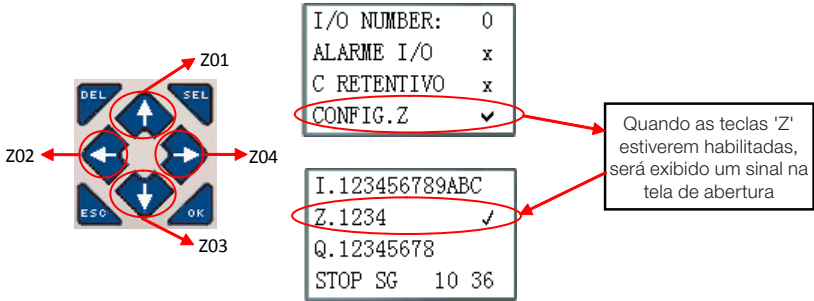 Z01
DEL
SEL
Z02
Z04
ESC
OK
Z03
I/O NUMBER: 0
ALARME I/O x
C RETENTIVO x
CONFIG.Z ✔
I.123456789ABC
Z.1234 ✓
Q.12345678
STOP SG 10 36
Quando as teclas 'Z'
estiverem habilitadas,
será exibido um sinal na
tela de abertura